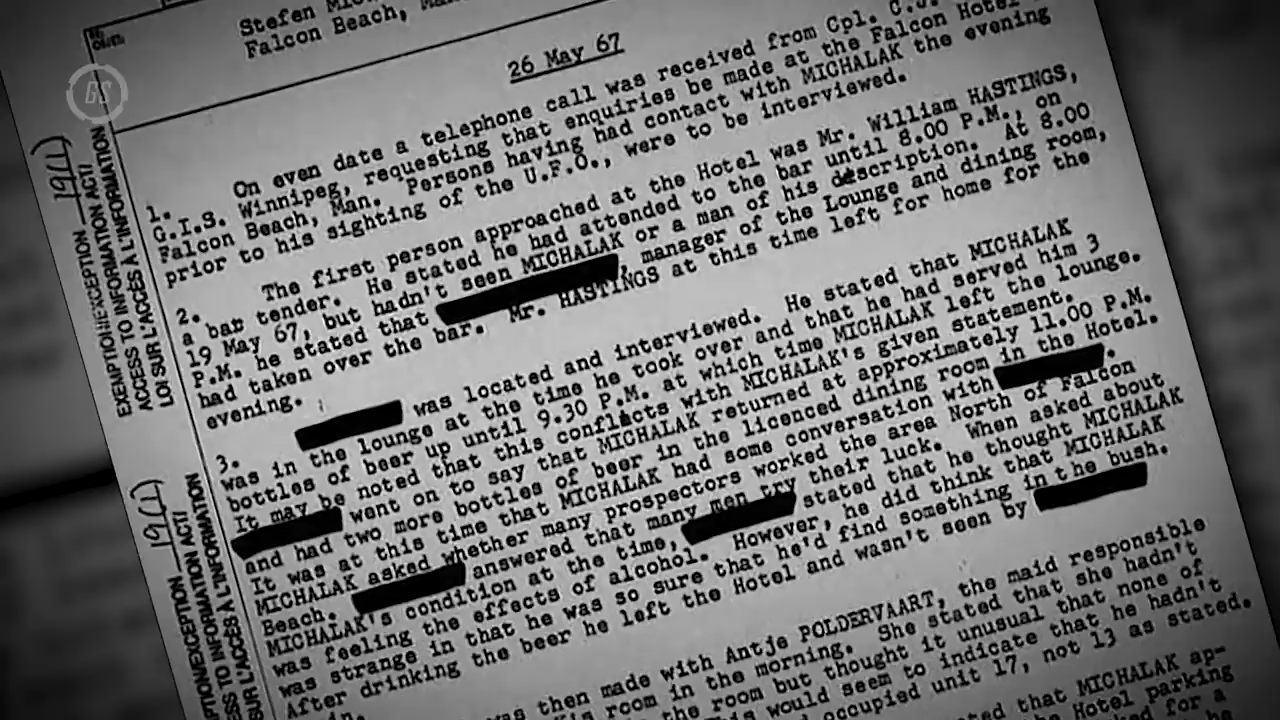 GS
Stefen
Falcon Beach,
26 May 67
1. On even date a telephone call was received from Cpl. C.J.
G.I.S. Winnipeg, requesting that enquiries be made at the Falcon Hotel
Falcon Beach, Man. Persons having had contact with MICHALAK the evening
prior to his sighting of the U.F.O., were to be interviewed.
2. The first person approached at the Hotel was Mr. William HASTINGS,
a bar tender. He stated he had attended to the bar until 8.00 P.M., on
19 May 67, but hadn't seen MICHALAK or a man of his description. At 8.00
P.M. he stated that , manager of the Lounge and dining room,
had taken over the bar. Mr. HASTINGS at this time left for home for the
evening.
3. was located and interviewed. He stated that MICHALAK
was in the lounge at the time he took over and that he had served him 3
bottles of beer up until 9.30 P.M. at which time MICHALAK left the lounge.
It may be noted that this conflicts with MICHALAK's given statement.
went on to say that MICHALAK returned at approximately 11.00 P.M.
and had two more bottles of beer in the licenced dining room in the Hotel.
It was at this time that MICHALAK had some conversation with .
MICHALAK asked whether many prospectors worked the area North of Falcon
Beach. answered that many men try their luck. When asked about
MICHALAK's condition at the time, stated that he thought MICHALAK
was feeling the effects of alcohol. However, he did think that MICHALAK
was strange in that he was so sure that he'd find something in the bush.
After drinking the beer he left the Hotel and wasn't seen by
then made with Antje POLDERVAART, the maid responsible
room in the morning. She stated that she hadn't
the room but thought it unusual that none of
would seem to indicate that he hadn't
occupied unit 17, not 13 as stated.
that MICHALAK ap-
Hotel parking
for a
19(1)
EXEMPTION/EXCEPTION
ACCESS TO INFORMATION ACT/
LOI SUR L'ACCÈS A L'INFORMATION
19(1)
EXCEPTION
INFORMATION ACT/
SUR L'ACCÈS A L'INFORMATION